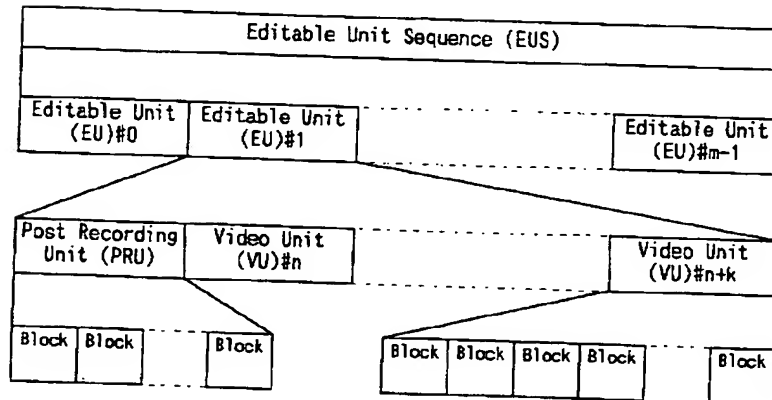 Editable Unit Sequence (EUS)
Editable Unit
(EU)#0
Editable Unit
(EU)#1
Editable Unit
(EU)#m-1
Post Recording
Unit (PRU)
Video Unit
(VU)#n
Video Unit
(VU)#n+k
Block
Block
Block
Block
Block
Block
Block
Block